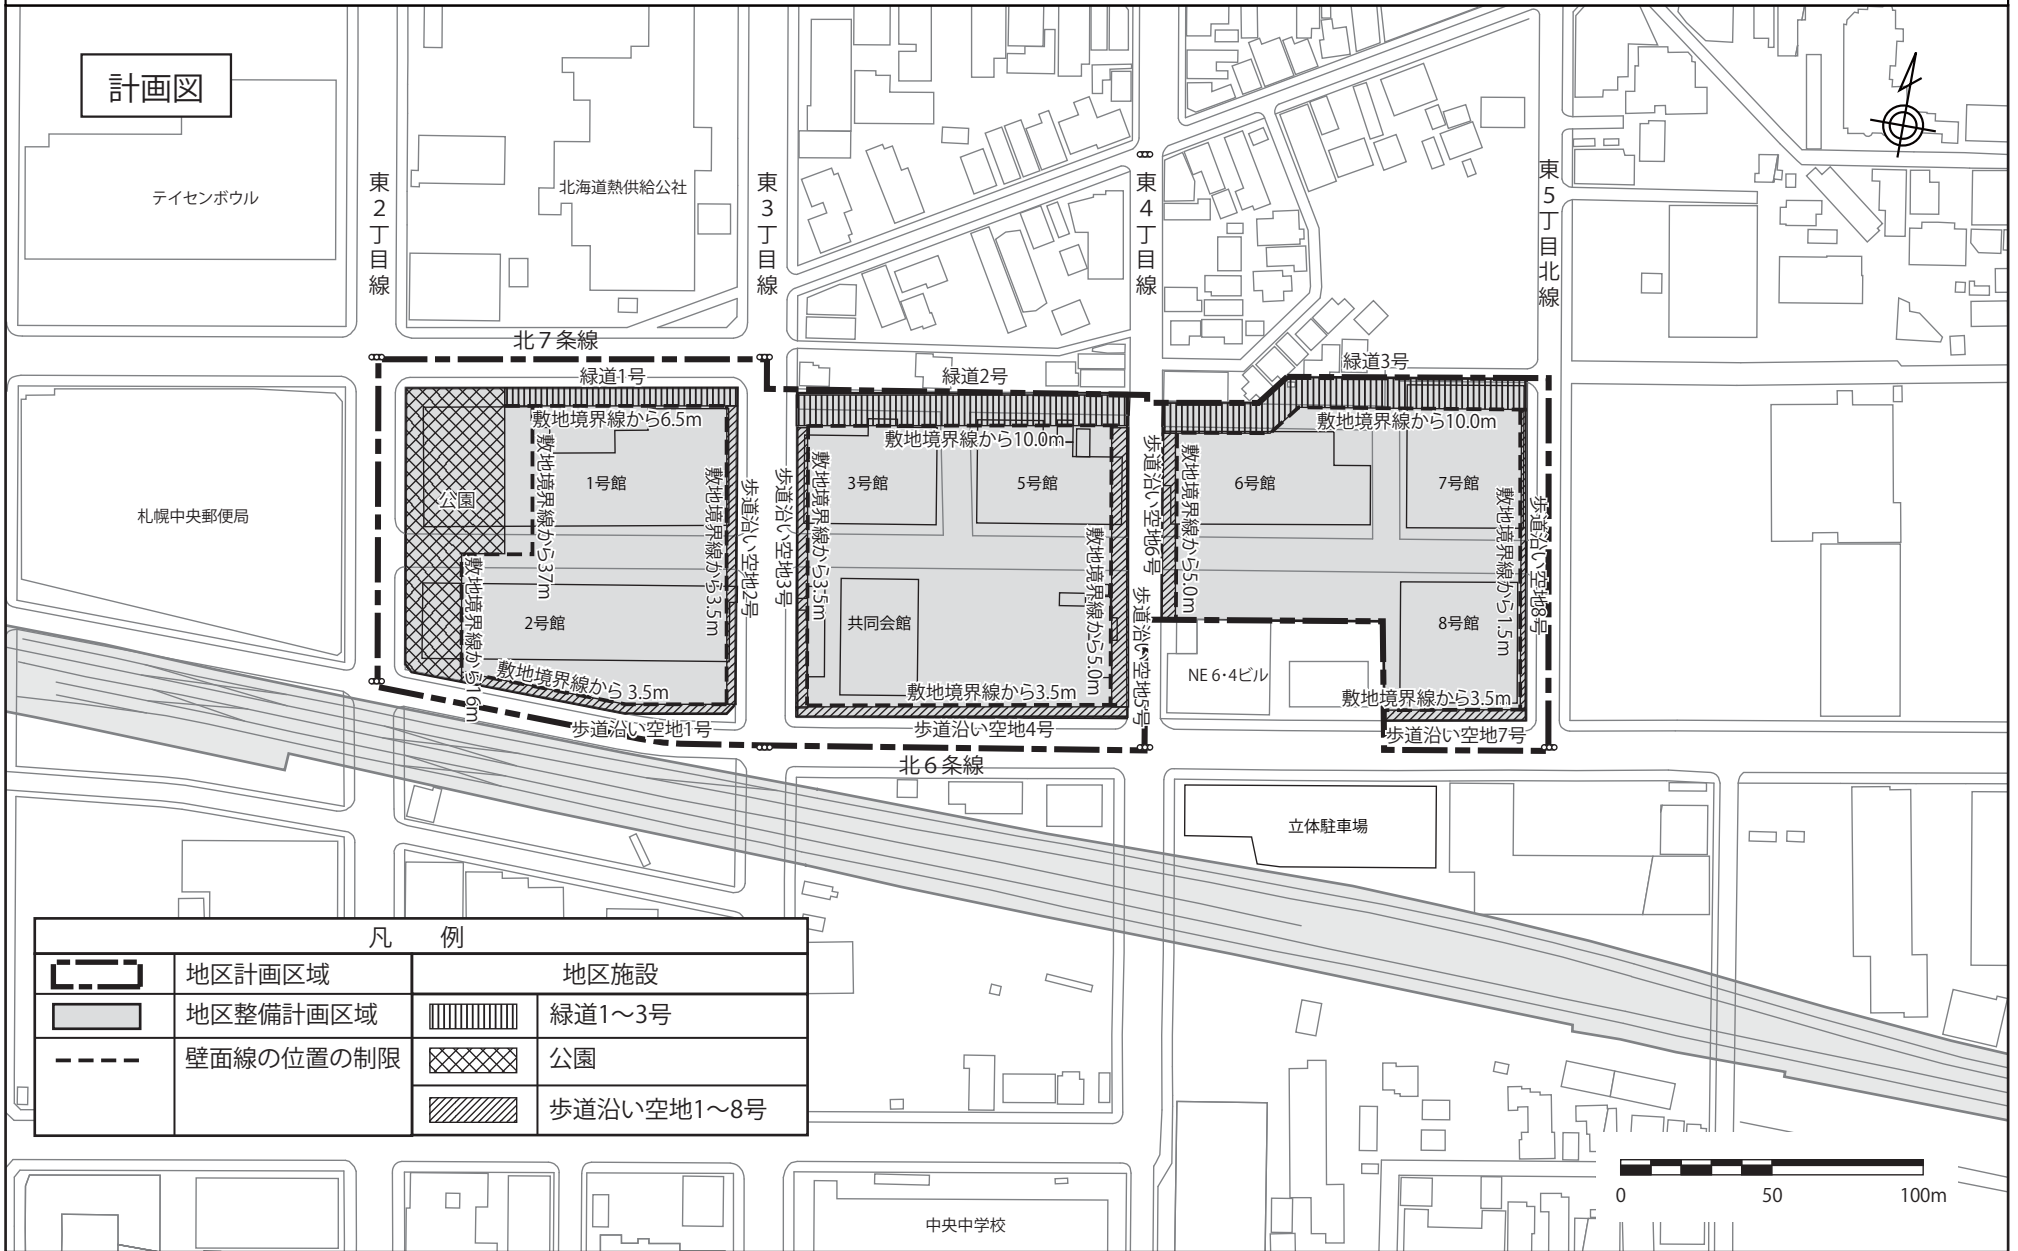 計画図
テイセンボウル
北海道熱供給公社
東2丁目線
東3丁目線
東4丁目線
東5丁目北線
北7条線
緑道1号
緑道2号
緑道3号
敷地境界線から6.5m
敷地境界線から10.0m
敷地境界線から10.0m
札幌中央郵便局
公園
1号館
敷地境界線から37m
敷地境界線から3.5m
歩道沿い空地2号
歩道沿い空地3号
敷地境界線から3.5m
3号館
5号館
歩道沿い空地6号
敷地境界線から5.0m
6号館
7号館
敷地境界線から1.5m
歩道沿い空地8号
敷地境界線から16m
2号館
共同会館
敷地境界線から5.0m
歩道沿い空地5号
8号館
敷地境界線から3.5m
敷地境界線から3.5m
NE 6・4ビル
敷地境界線から3.5m
歩道沿い空地1号
歩道沿い空地4号
歩道沿い空地7号
北6条線
立体駐車場
凡 例
地区計画区域
地区施設
地区整備計画区域
緑道1〜3号
壁面線の位置の制限
公園
歩道沿い空地1〜8号
中央中学校
0 50 100m